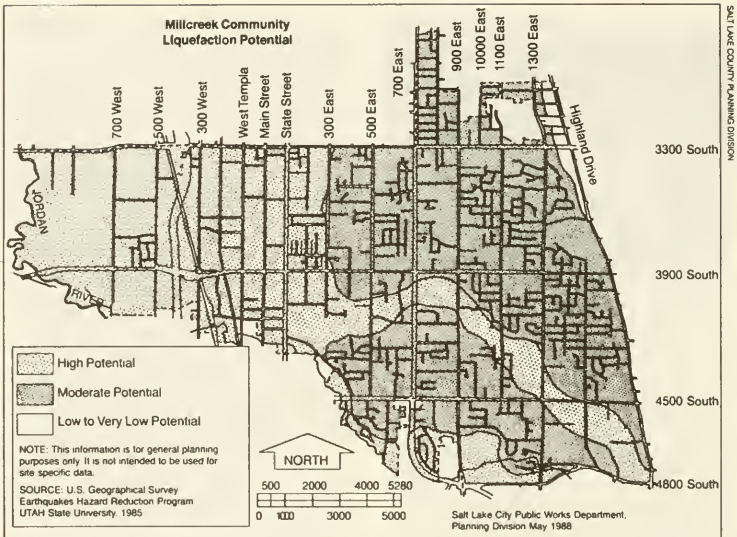 Millcreek Community
Liquefaction Potential
SALT LAKE COUNTY PLANNING DIVISION
700 West
500 West
300 West
West Templa
Main Street
State Street
300 East
500 East
700 East
900 East
10000 East
1100 East
1300 East
Highland Drive
3300 South
JORDAN
RIVER
3900 South
4500 South
4800 South
High Potential
Moderate Potential
Low to Very Low Potential
NOTE: This information is for general planning
purposes only. It is not intended to be used for
site specific data.
SOURCE: U.S. Geographical Survey
Earthquakes Hazard Reduction Program
UTAH State University. 1985
NORTH
500 2000 4000 5280
0 1000 3000 5000
Salt Lake City Public Works Department,
Planning Division May 1988